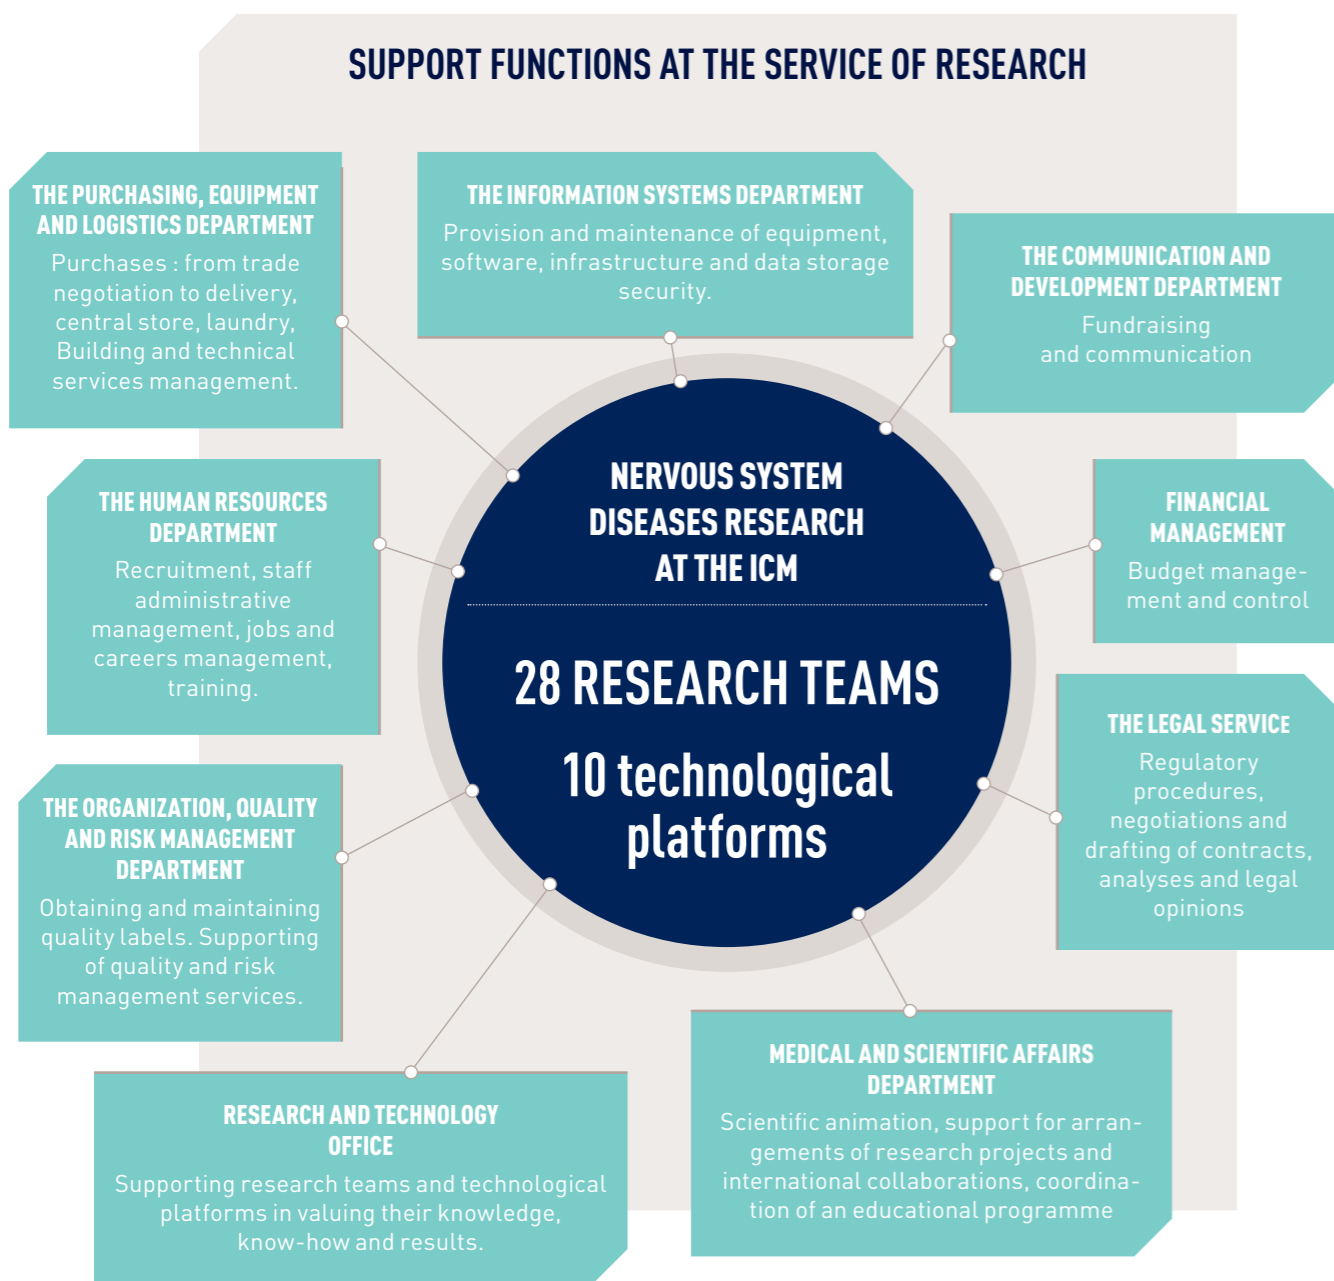 SUPPORT FUNCTIONS AT THE SERVICE OF RESEARCH
THE PURCHASING, EQUIPMENT
AND LOGISTICS DEPARTMENT
Purchases : from trade
negotiation to delivery,
central store, laundry,
Building and technical
services management.
THE INFORMATION SYSTEMS DEPARTMENT
Provision and maintenance of equipment,
software, infrastructure and data storage
security.
THE COMMUNICATION AND
DEVELOPMENT DEPARTMENT
Fundraising
and communication
THE HUMAN RESOURCES
DEPARTMENT
Recruitment, staff
administrative
management, jobs and
careers management,
training.
NERVOUS SYSTEM
DISEASES RESEARCH
AT THE ICM
28 RESEARCH TEAMS
10 technological
platforms
FINANCIAL
MANAGEMENT
Budget manage-
ment and control
THE LEGAL SERVICE
Regulatory
procedures,
negotiations and
drafting of contracts,
analyses and legal
opinions
THE ORGANIZATION, QUALITY
AND RISK MANAGEMENT
DEPARTMENT
Obtaining and maintaining
quality labels. Supporting
of quality and risk
management services.
RESEARCH AND TECHNOLOGY
OFFICE
Supporting research teams and technological
platforms in valuing their knowledge,
know-how and results.
MEDICAL AND SCIENTIFIC AFFAIRS
DEPARTMENT
Scientific animation, support for arran-
gements of research projects and
international collaborations, coordina-
tion of an educational programme